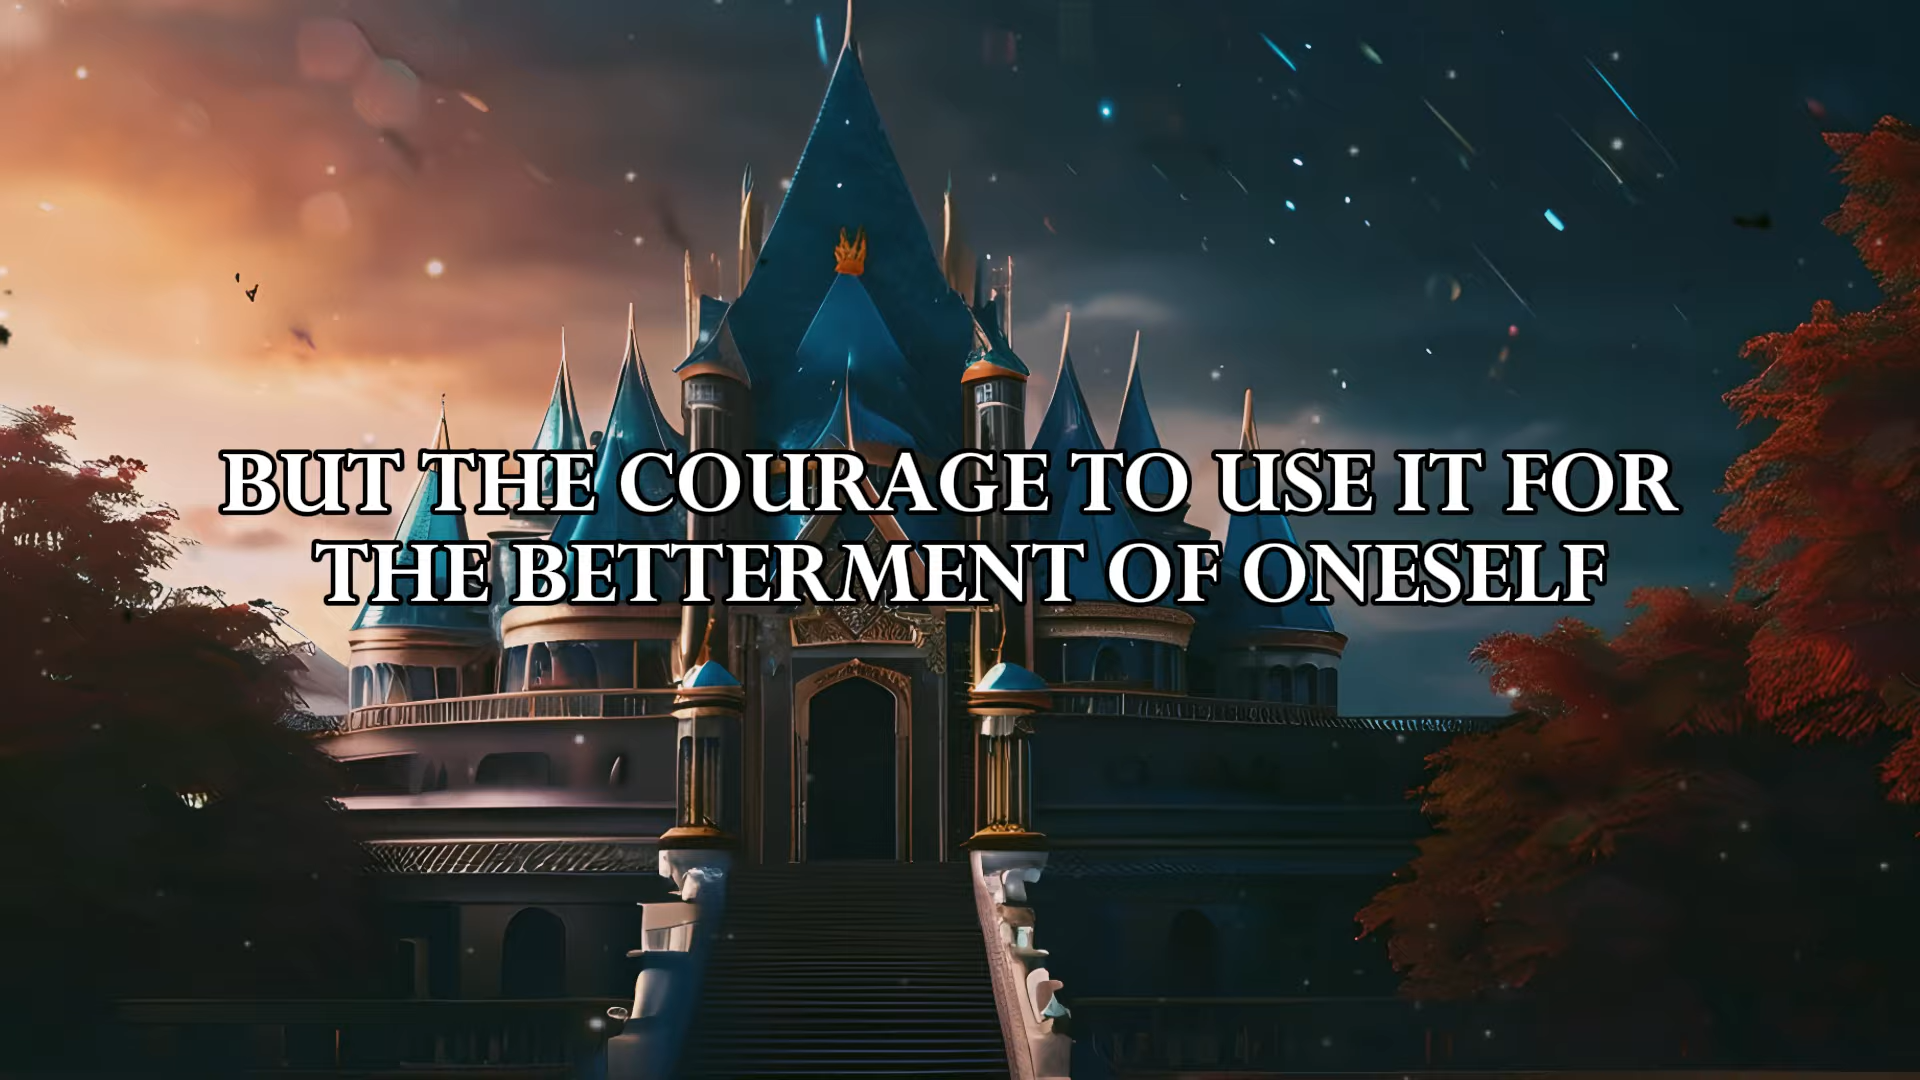 BUT THE COURAGE TO USE IT FOR
THE BETTERMENT OF ONESELF